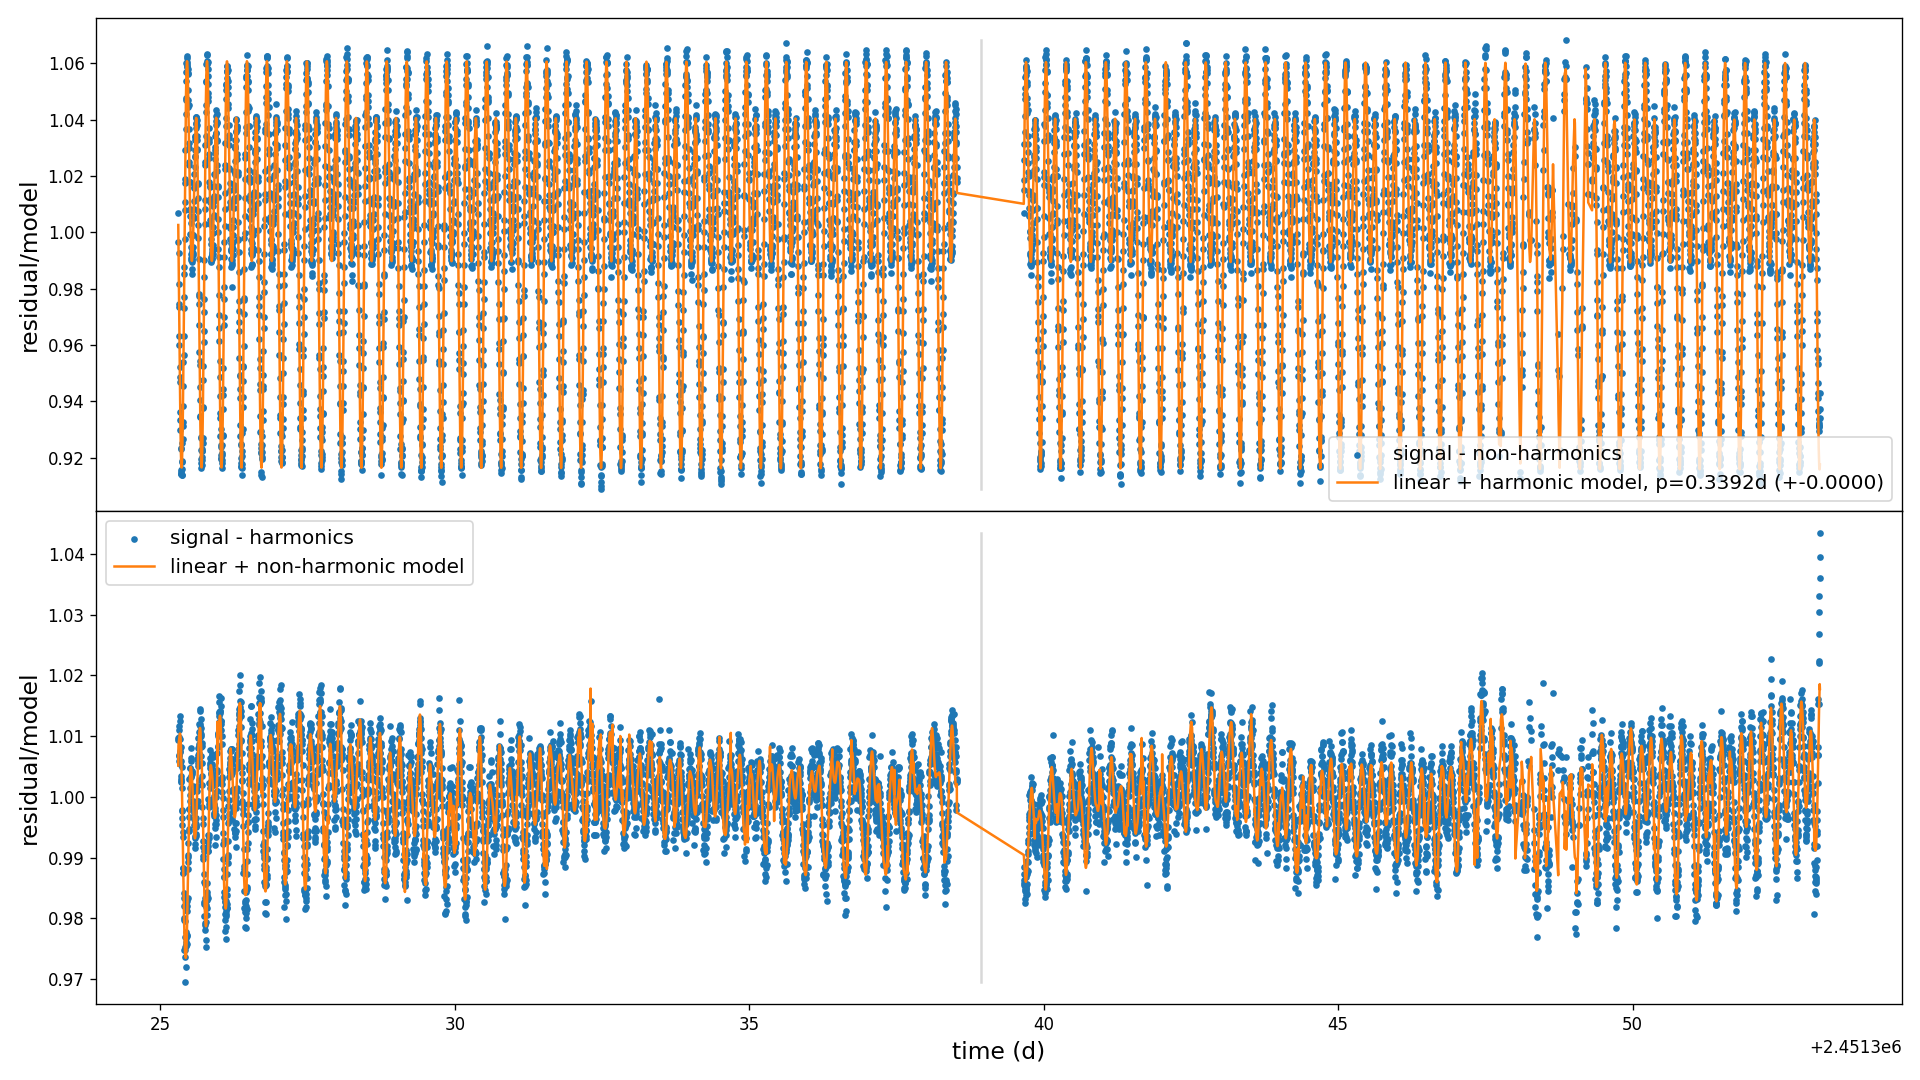 residual/model
1.06
1.04
1.02
1.00
0.98
0.96
0.94
0.92
signal - non-harmonics
linear + harmonic model, p=0.3392d (+-0.0000)
residual/model
1.04
1.03
1.02
1.01
1.00
0.99
0.98
0.97
signal - harmonics
linear + non-harmonic model
25 30 35 40 45 50
time (d)
+2.4513e6